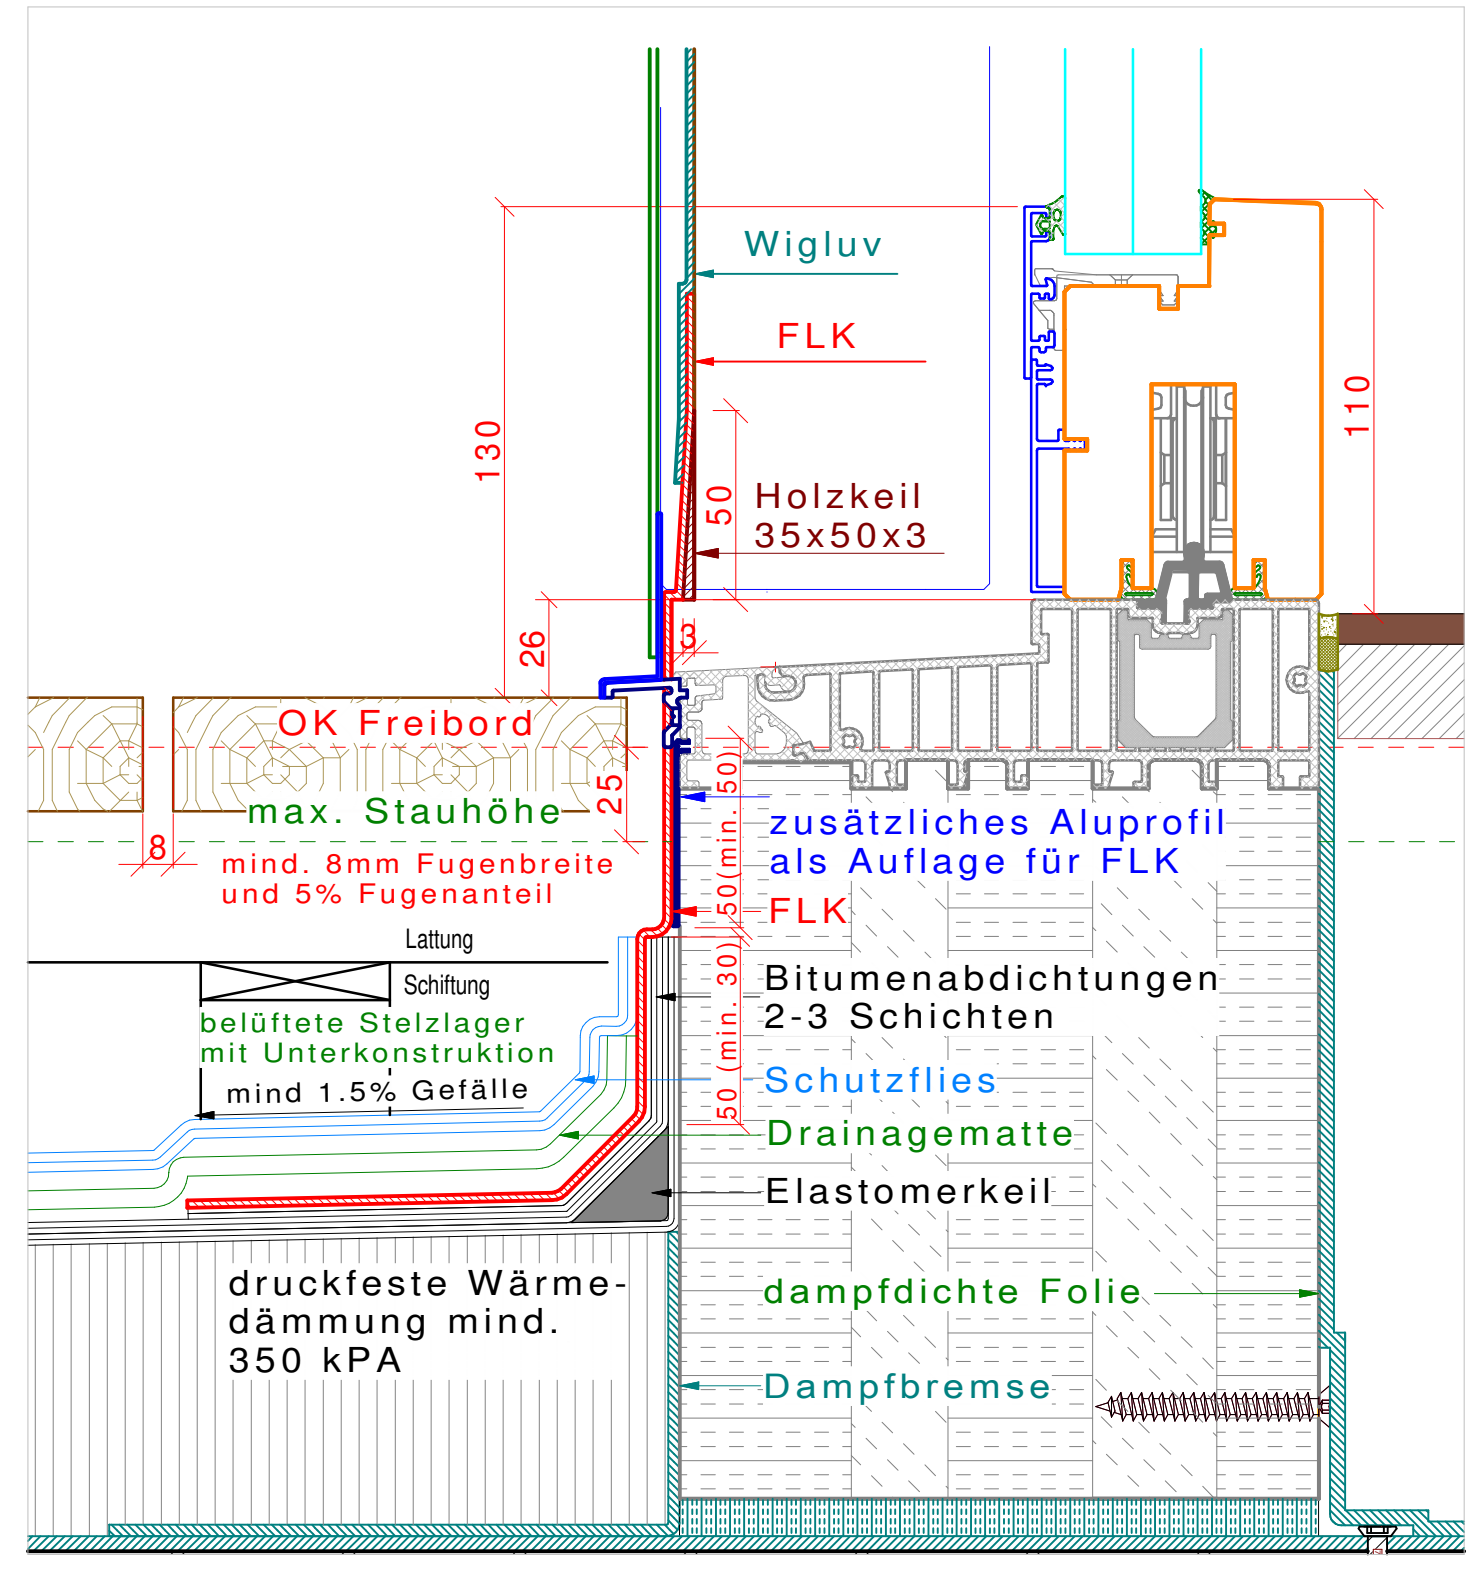 Wigluv
FLK
130
110
50
Holzkeil
35x50x3
26
3
OK Freibord
max. Stauhöhe
25
8
mind. 8mm Fugenbreite
und 5% Fugenanteil
50(min. 50)
zusätzliches Aluprofil
als Auflage für FLK
FLK
Lattung
Schiftung
belüftete Stelzlager
mit Unterkonstruktion
mind 1.5% Gefälle
50 (min. 30)
Bitumenabdichtungen
2-3 Schichten
Schutzflies
Drainagematte
Elastomerkeil
druckfeste Wärme-
dämmung mind.
350 kPA
dampfdichte Folie
Dampfbremse